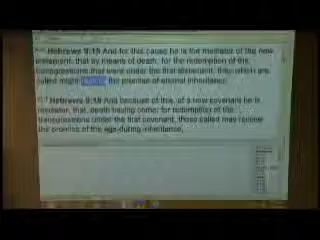 Hebrews 9:15 And for this cause he is the mediator of the new
testament, that by means of death, for the redemption of the
transgressions that were under the first testament, they which are
called might receive the promise of eternal inheritance.
Hebrews 9:15 And because of this, of a new covenant he is
mediator, that, death having come, for redemption of the
transgressions under the first covenant, those called may receive
the promise of the age-during inheritance,